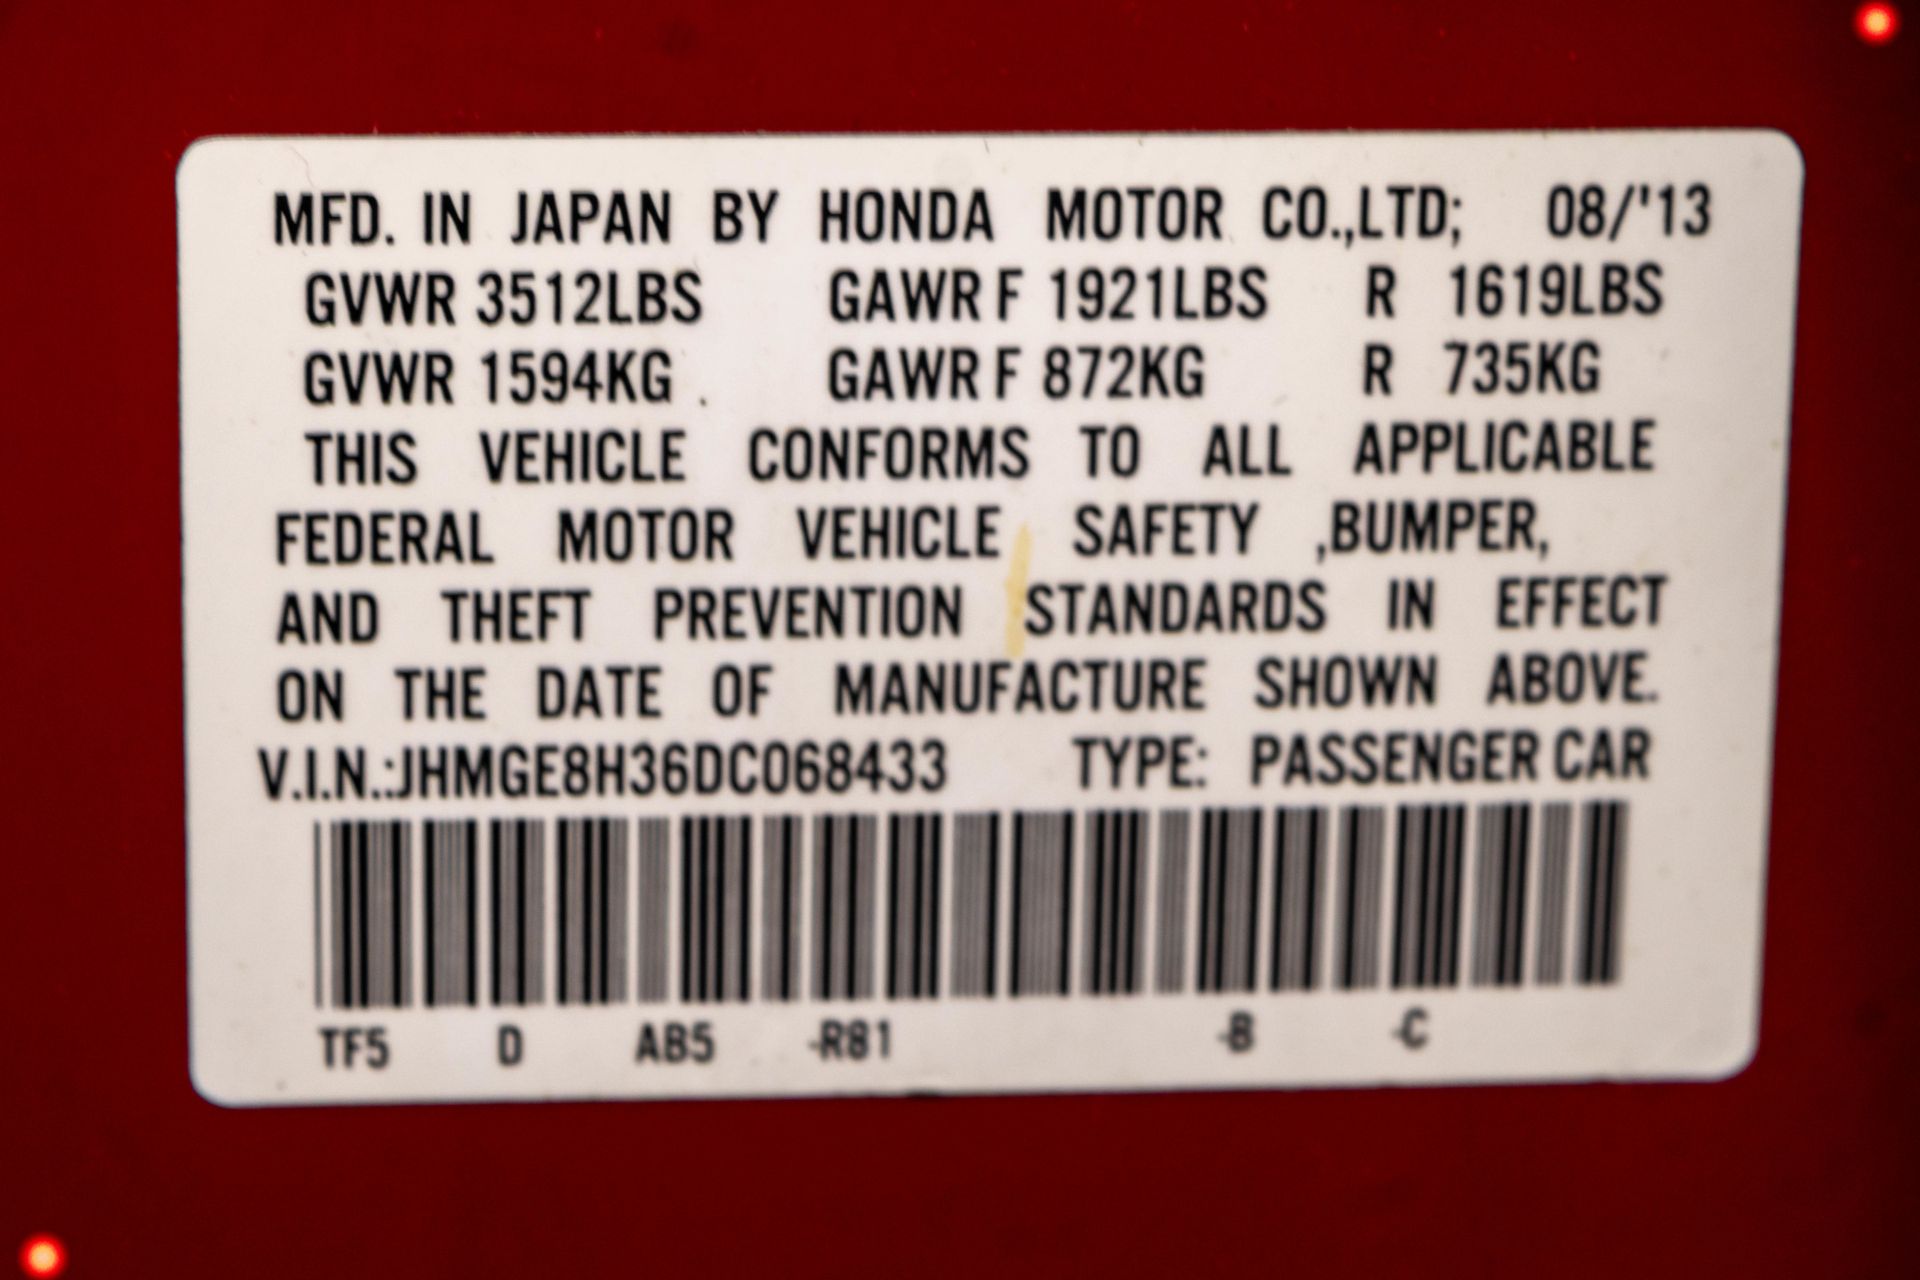 MFD. IN JAPAN BY HONDA MOTOR CO.,LTD; 08/'13
GVWR 3512LBS GAWR F 1921LBS R 1619LBS
GVWR 1594KG GAWR F 872KG R 735KG
THIS VEHICLE CONFORMS TO ALL APPLICABLE
FEDERAL MOTOR VEHICLE SAFETY ,BUMPER,
AND THEFT PREVENTION STANDARDS IN EFFECT
ON THE DATE OF MANUFACTURE SHOWN ABOVE.
V.I.N.:JHMGE8H36DC068433 TYPE: PASSENGER CAR
TF5 D AB5 -R81 -B -C